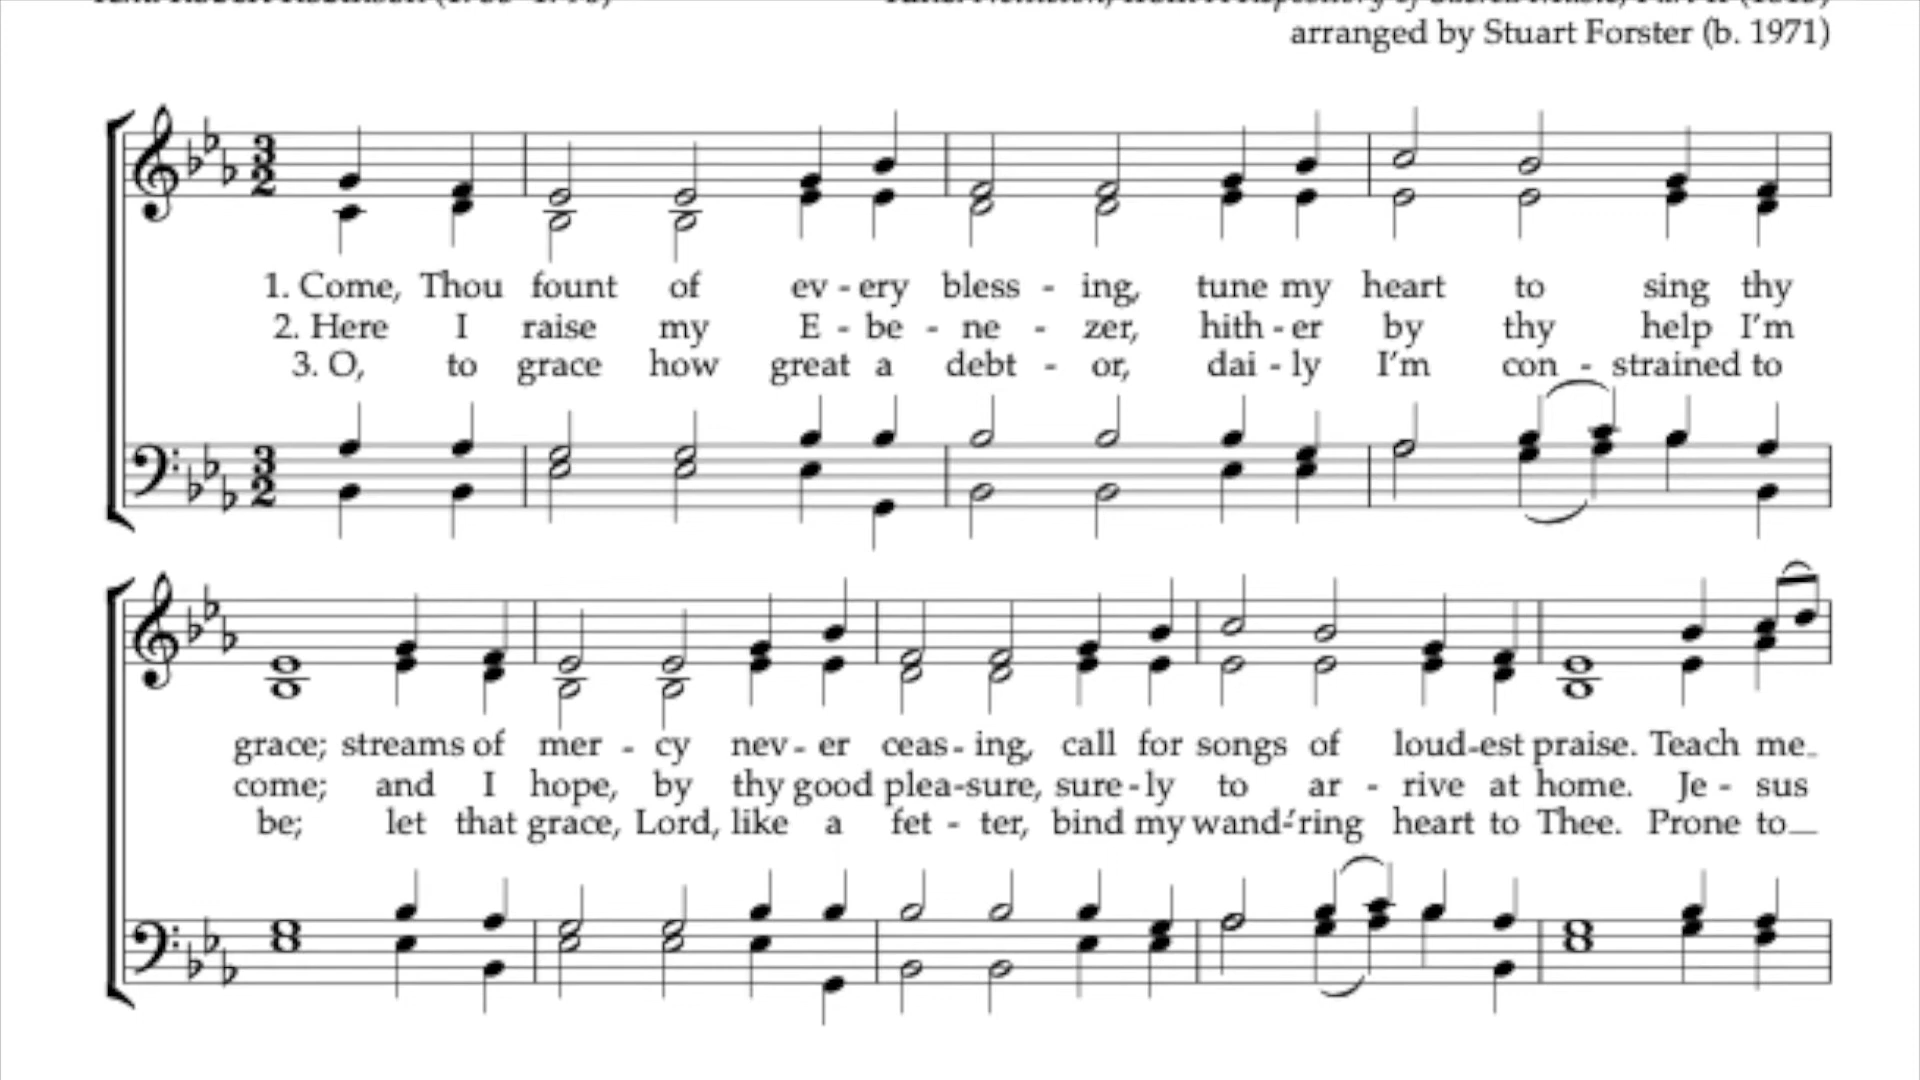 arranged by Stuart Forster (b. 1971)
1. Come, Thou fount of ev - ery bless - ing, tune my heart to sing thy
2. Here I raise my E - be - ne - zer, hith - er by thy help I'm
3. O, to grace how great a debt - or, dai - ly I'm con - strained to
grace; streams of mer - cy nev - er ceas - ing, call for songs of loud - est praise. Teach me
come; and I hope, by thy good plea - sure, sure - ly to ar - rive at home. Je - sus
be; let that grace, Lord, like a fet - ter, bind my wand - 'ring heart to Thee. Prone to